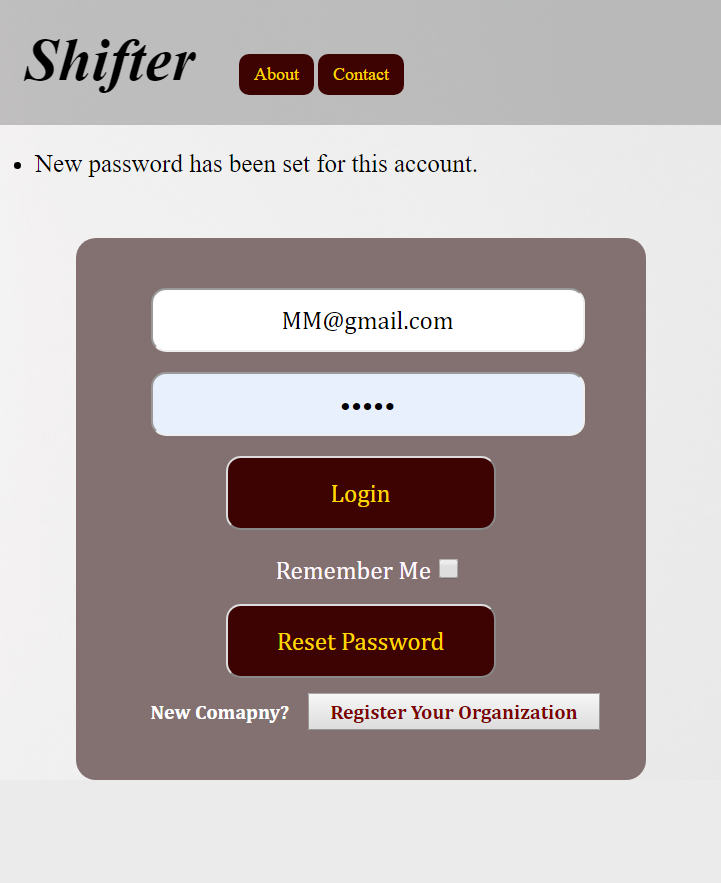 Shifter
About Contact
• New password has been set for this account.
MM@gmail.com
•••••
Login
Remember Me
Reset Password
New Comapny? Register Your Organization